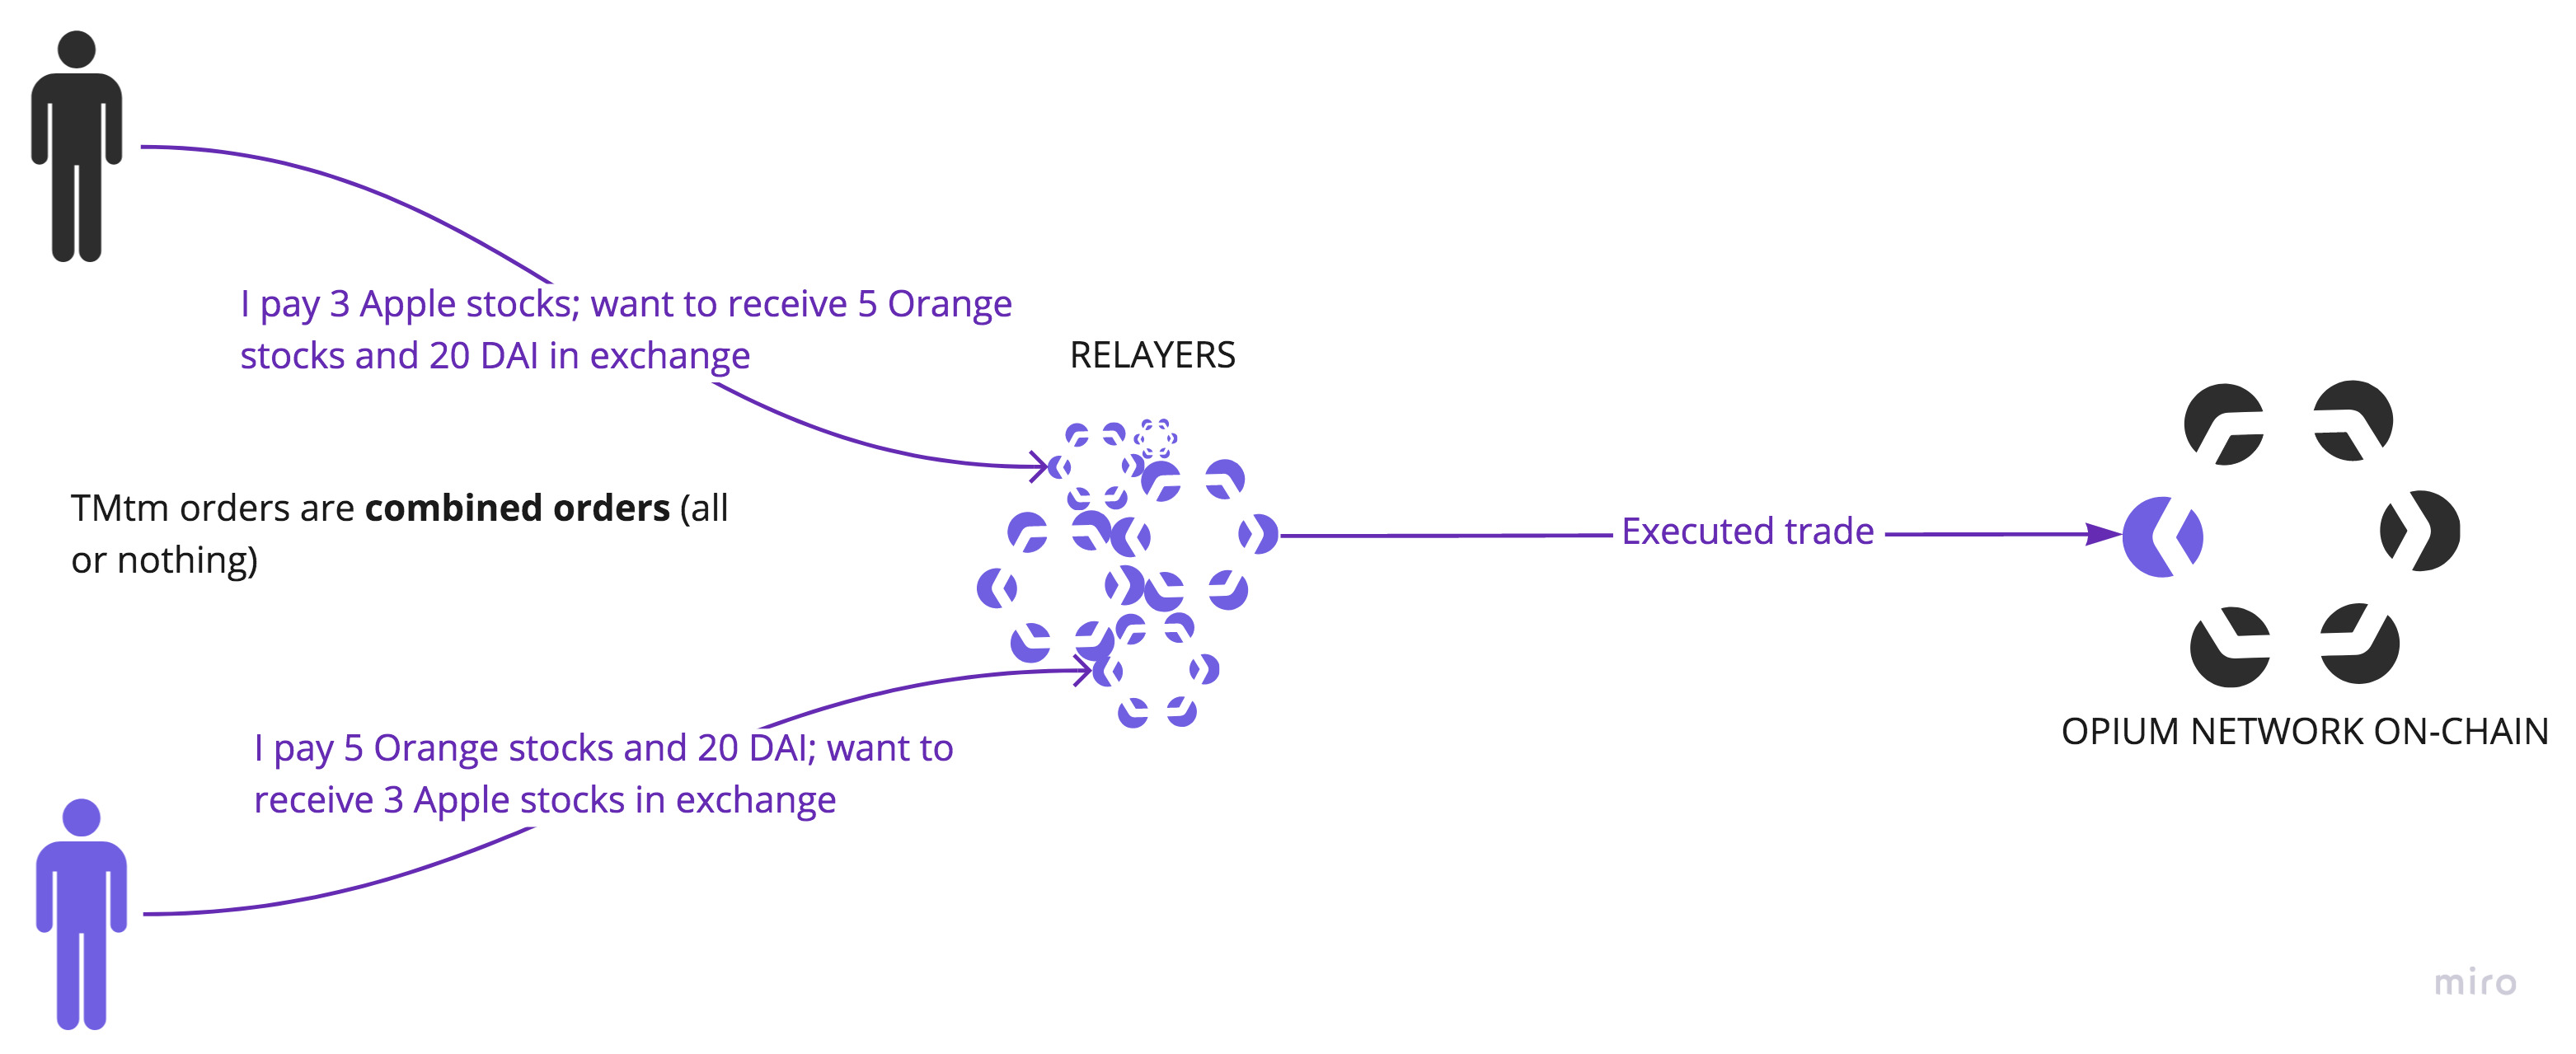 I pay 3 Apple stocks; want to receive 5 Orange
stocks and 20 DAI in exchange
RELAYERS
TMtm orders are combined orders (all
or nothing)
Executed trade
I pay 5 Orange stocks and 20 DAI; want to
receive 3 Apple stocks in exchange
OPIUM NETWORK ON-CHAIN
miro